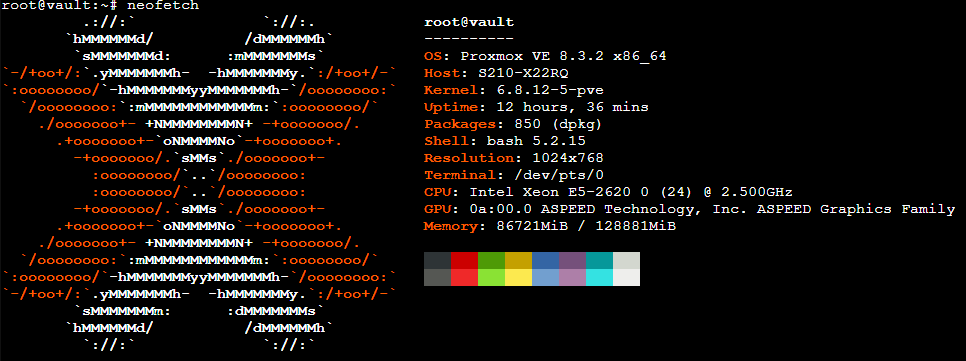 root@vault:~# neofetch
         .://:`              `://:.            root@vault
       `hMMMMMMd/          /dMMMMMMh`          ----------
        `sMMMMMMMd:      :mMMMMMMMs`           OS: Proxmox VE 8.3.2 x86_64
`-/+oo+/:`.yMMMMMMMh-  -hMMMMMMMy.`:/+oo+/-`   Host: S210-X22RQ
`:oooooooo/`-hMMMMMMMyyMMMMMMMh-`/oooooooo:`   Kernel: 6.8.12-5-pve
  `/oooooooo:`:mMMMMMMMMMMMMm:`:oooooooo/`     Uptime: 12 hours, 36 mins
    ./ooooooo+- +NMMMMMMMMN+ -+ooooooo/.       Packages: 850 (dpkg)
      .+ooooooo+-`oNMMMMNo`-+ooooooo+.         Shell: bash 5.2.15
        -+ooooooo/.`sMMs`./ooooooo+-           Resolution: 1024x768
          :oooooooo/`..`/oooooooo:             Terminal: /dev/pts/0
          :oooooooo/`..`/oooooooo:             CPU: Intel Xeon E5-2620 0 (24) @ 2.500GHz
        -+ooooooo/.`sMMs`./ooooooo+-           GPU: 0a:00.0 ASPEED Technology, Inc. ASPEED Graphics Family
      .+ooooooo+-`oNMMMMNo`-+ooooooo+.         Memory: 86721MiB / 128881MiB
    ./ooooooo+- +NMMMMMMMMN+ -+ooooooo/.
  `/oooooooo:`:mMMMMMMMMMMMMm:`:oooooooo/`
`:oooooooo/`-hMMMMMMMyyMMMMMMMh-`/oooooooo:`
`-/+oo+/:`.yMMMMMMMh-  -hMMMMMMMy.`:/+oo+/-`
        `sMMMMMMMm:      :dMMMMMMMs`
       `hMMMMMMd/          /dMMMMMMh`
         `://:`              `://:`